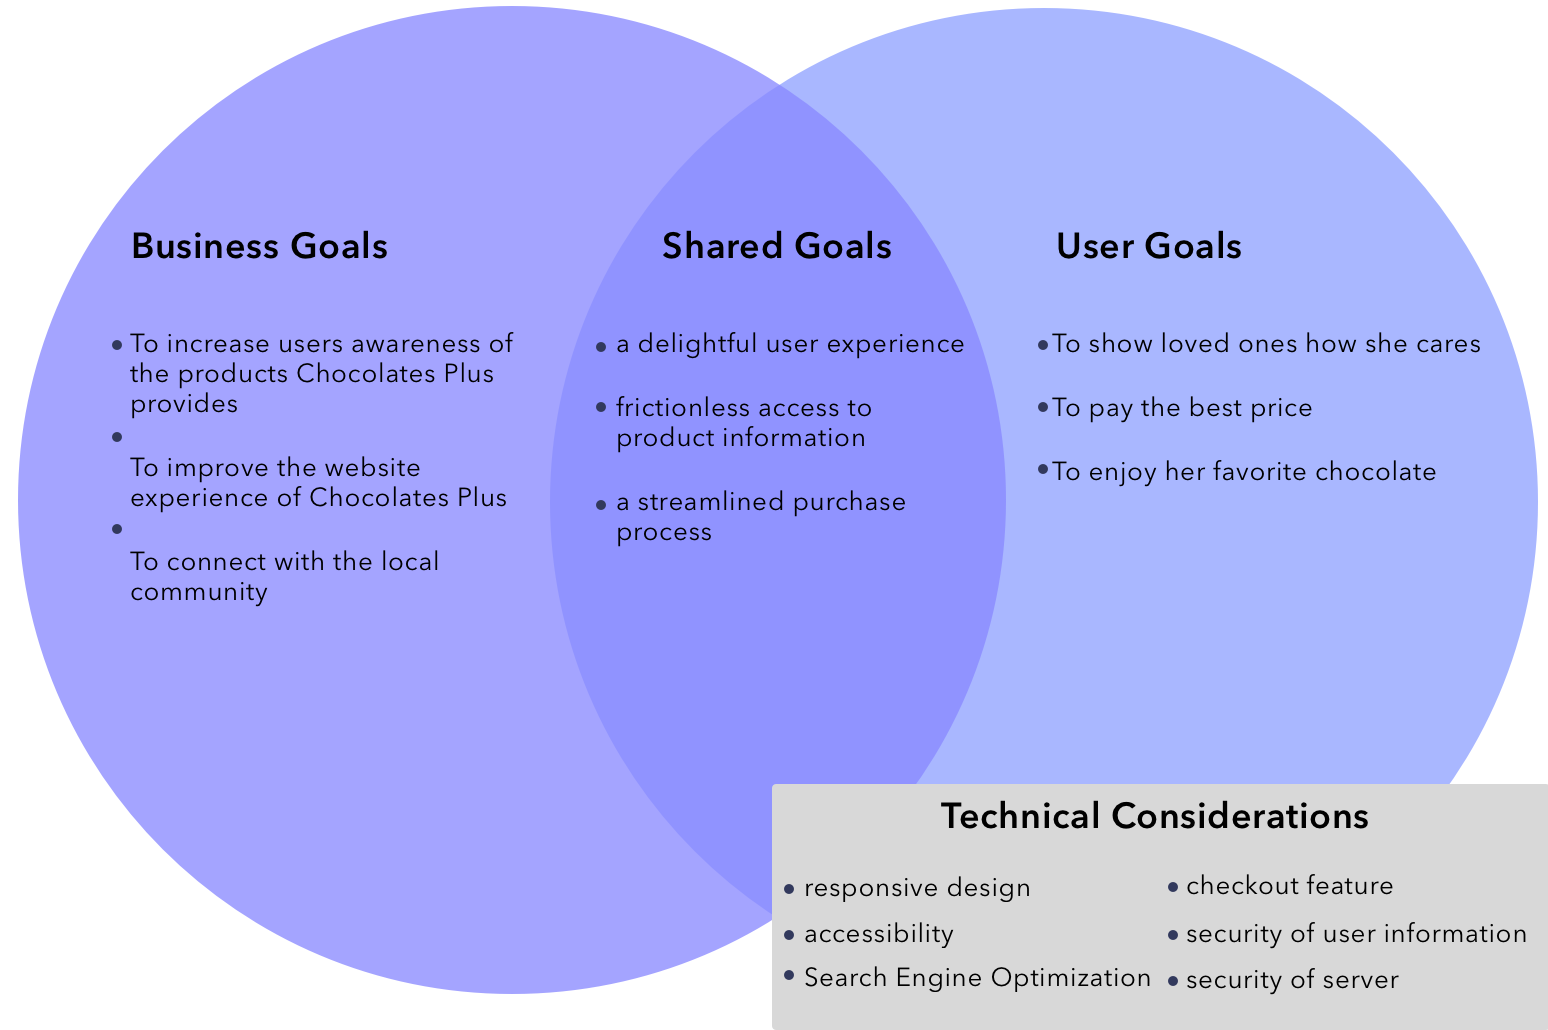 Business Goals
To increase users awareness of
the products Chocolates Plus
provides
To improve the website
experience of Chocolates Plus
To connect with the local
community
Shared Goals
a delightful user experience
frictionless access to
product information
a streamlined purchase
process
User Goals
To show loved ones how she cares
To pay the best price
To enjoy her favorite chocolate
Technical Considerations
responsive design
accessibility
Search Engine Optimization
checkout feature
security of user information
security of server